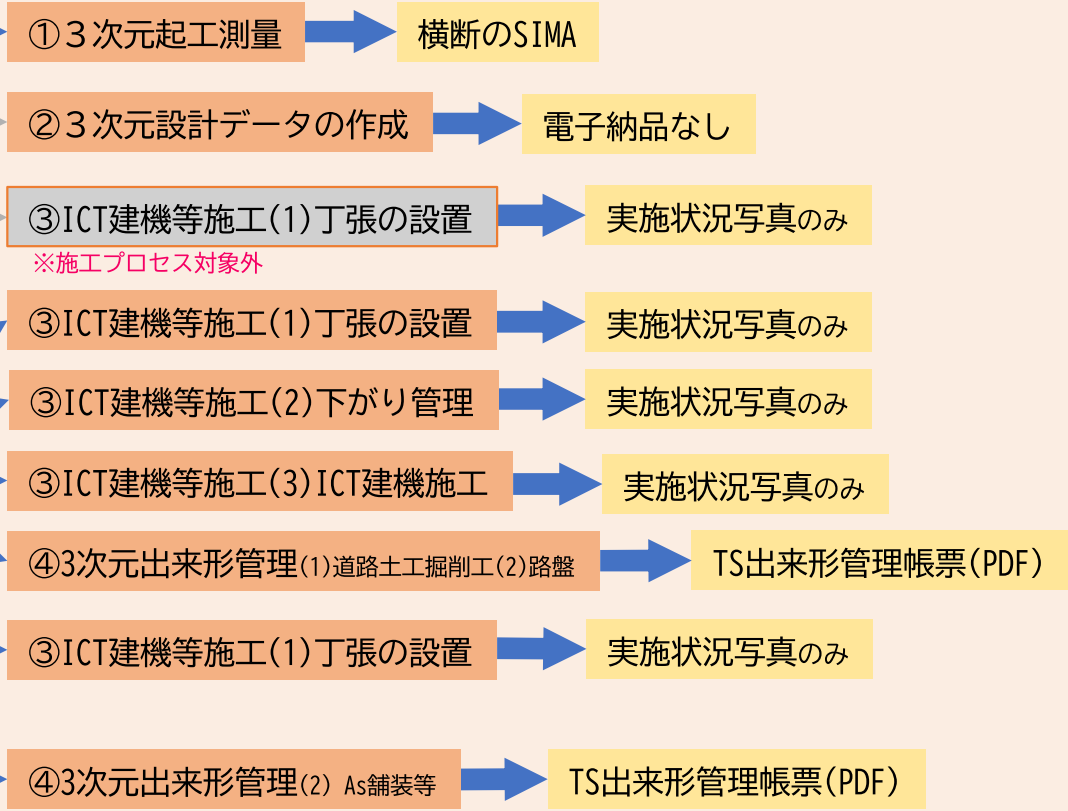 ①３次元起工測量
横断のSIMA
②３次元設計データの作成
電子納品なし
③ICT建機等施工(1)丁張の設置
実施状況写真のみ
※施工プロセス対象外
③ICT建機等施工(1)丁張の設置
実施状況写真のみ
③ICT建機等施工(2)下がり管理
実施状況写真のみ
③ICT建機等施工(3)ICT建機施工
実施状況写真のみ
④3次元出来形管理(1)道路土工掘削工(2)路盤
TS出来形管理帳票(PDF)
③ICT建機等施工(1)丁張の設置
実施状況写真のみ
④3次元出来形管理(2) As舗装等
TS出来形管理帳票(PDF)